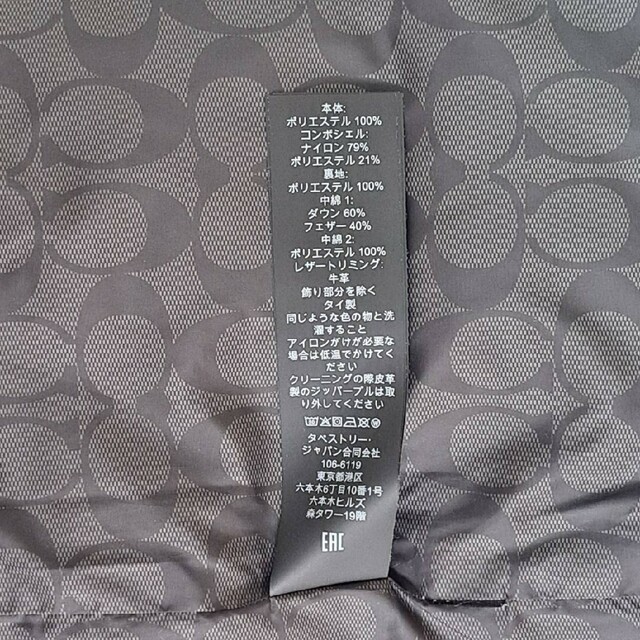 本体:
ポリエステル 100%
コンボシェル:
ナイロン 79%
ポリエステル 21%
裏地:
ポリエステル 100%
中綿 1:
ダウン 60%
フェザー 40%
中綿 2:
ポリエステル 100%
レザートリミング:
牛革
飾り部分を除く
タイ製
同じような色の物と洗
濯すること
アイロンがけが必要な
場合は低温でかけてく
ださい
クリーニングの際皮革
製のジッパープルは取
り外してください
タペストリー・
ジャパン合同会社
106-6119
東京都港区
六本木6丁目10番1号
六本木ヒルズ
森タワー19階
EAC